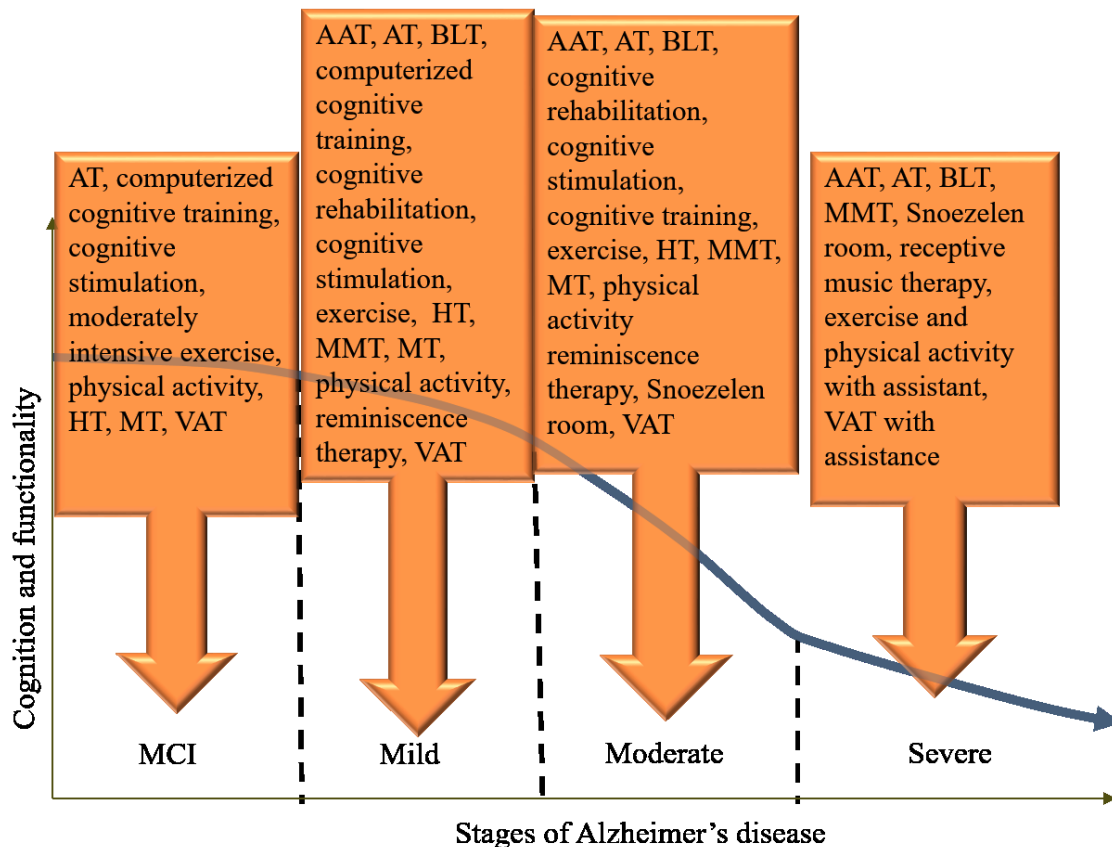 AT, computerized
cognitive training,
cognitive
stimulation,
moderately
intensive exercise,
physical activity,
HT, MT, VAT
AAT, AT, BLT,
computerized
cognitive
training,
cognitive
rehabilitation,
cognitive
stimulation,
exercise,  HT,
MMT, MT,
physical activity,
reminiscence
therapy, VAT
AAT, AT, BLT,
cognitive
rehabilitation,
cognitive
stimulation,
cognitive training,
exercise, HT, MMT,
MT, physical
activity
reminiscence
therapy, Snoezelen
room, VAT
AAT, AT, BLT,
MMT, Snoezelen
room, receptive
music therapy,
exercise and
physical activity
with assistant,
VAT with
assistance
Cognition and functionality
MCI
Mild
Moderate
Severe
Stages of Alzheimer’s disease